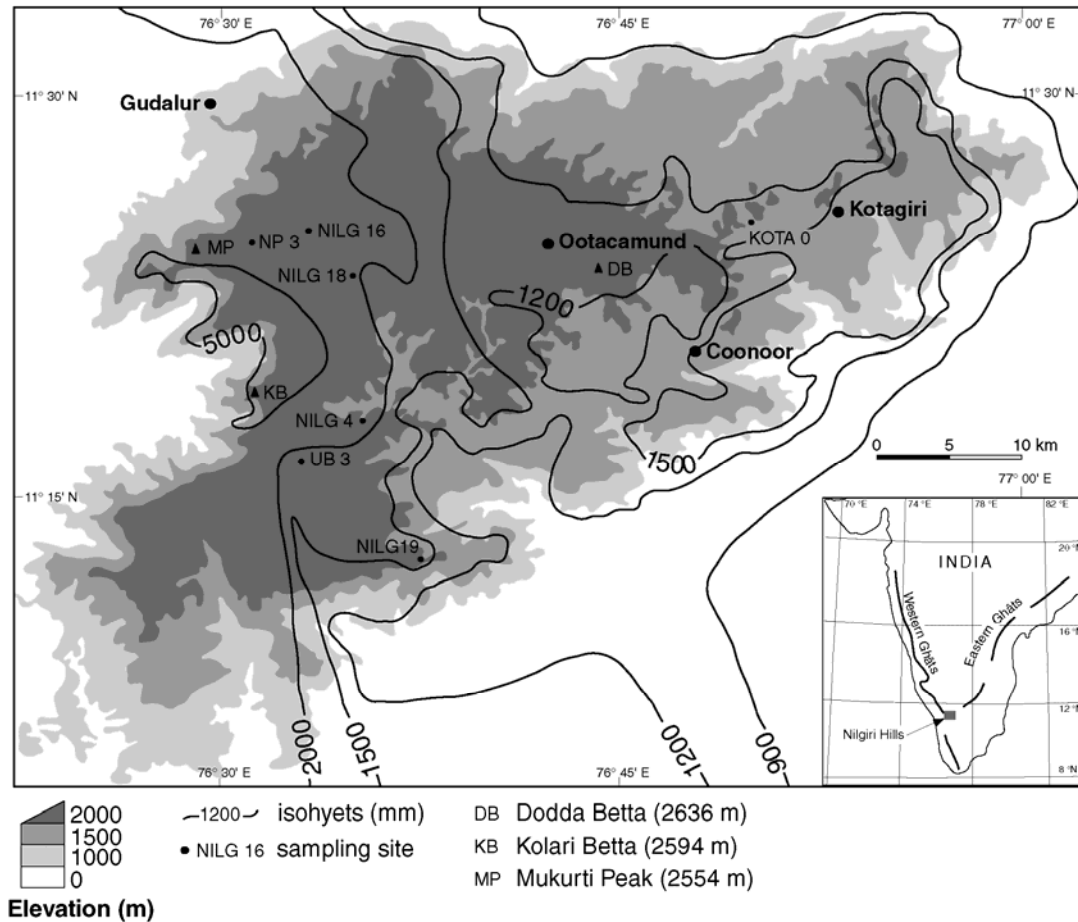 76° 30' E
76° 45' E
77° 00' E
11° 30' N
11° 30' N
Gudalur
Kotagiri
KOTA 0
NILG 16
NP 3
MP
Ootacamund
DB
NILG 18
1200
5000
Coonoor
KB
NILG 4
1500
UB 3
0 5 10 km
77° 00' E
11° 15' N
NILG19
70° E
74° E
78° E
82° E
20° N
INDIA
Western Ghâts
Eastern Ghâts
16° N
12° N
Nilgiri Hills
8° N
2000
1500
1200
900
76° 30' E
76° 45' E
2000
1500
1000
0
Elevation (m)
1200 isohyets (mm)
NILG 16 sampling site
DB Dodda Betta (2636 m)
KB Kolari Betta (2594 m)
MP Mukurti Peak (2554 m)